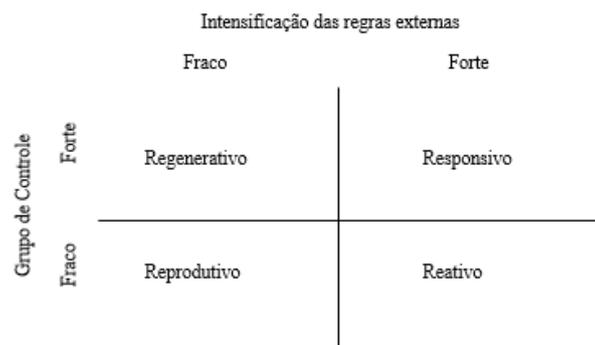 Intensificação das regras externas
Fraco Forte
Grupo de Controle
Forte
Regenerativo Responsivo
Fraco
Reprodutivo Reativo